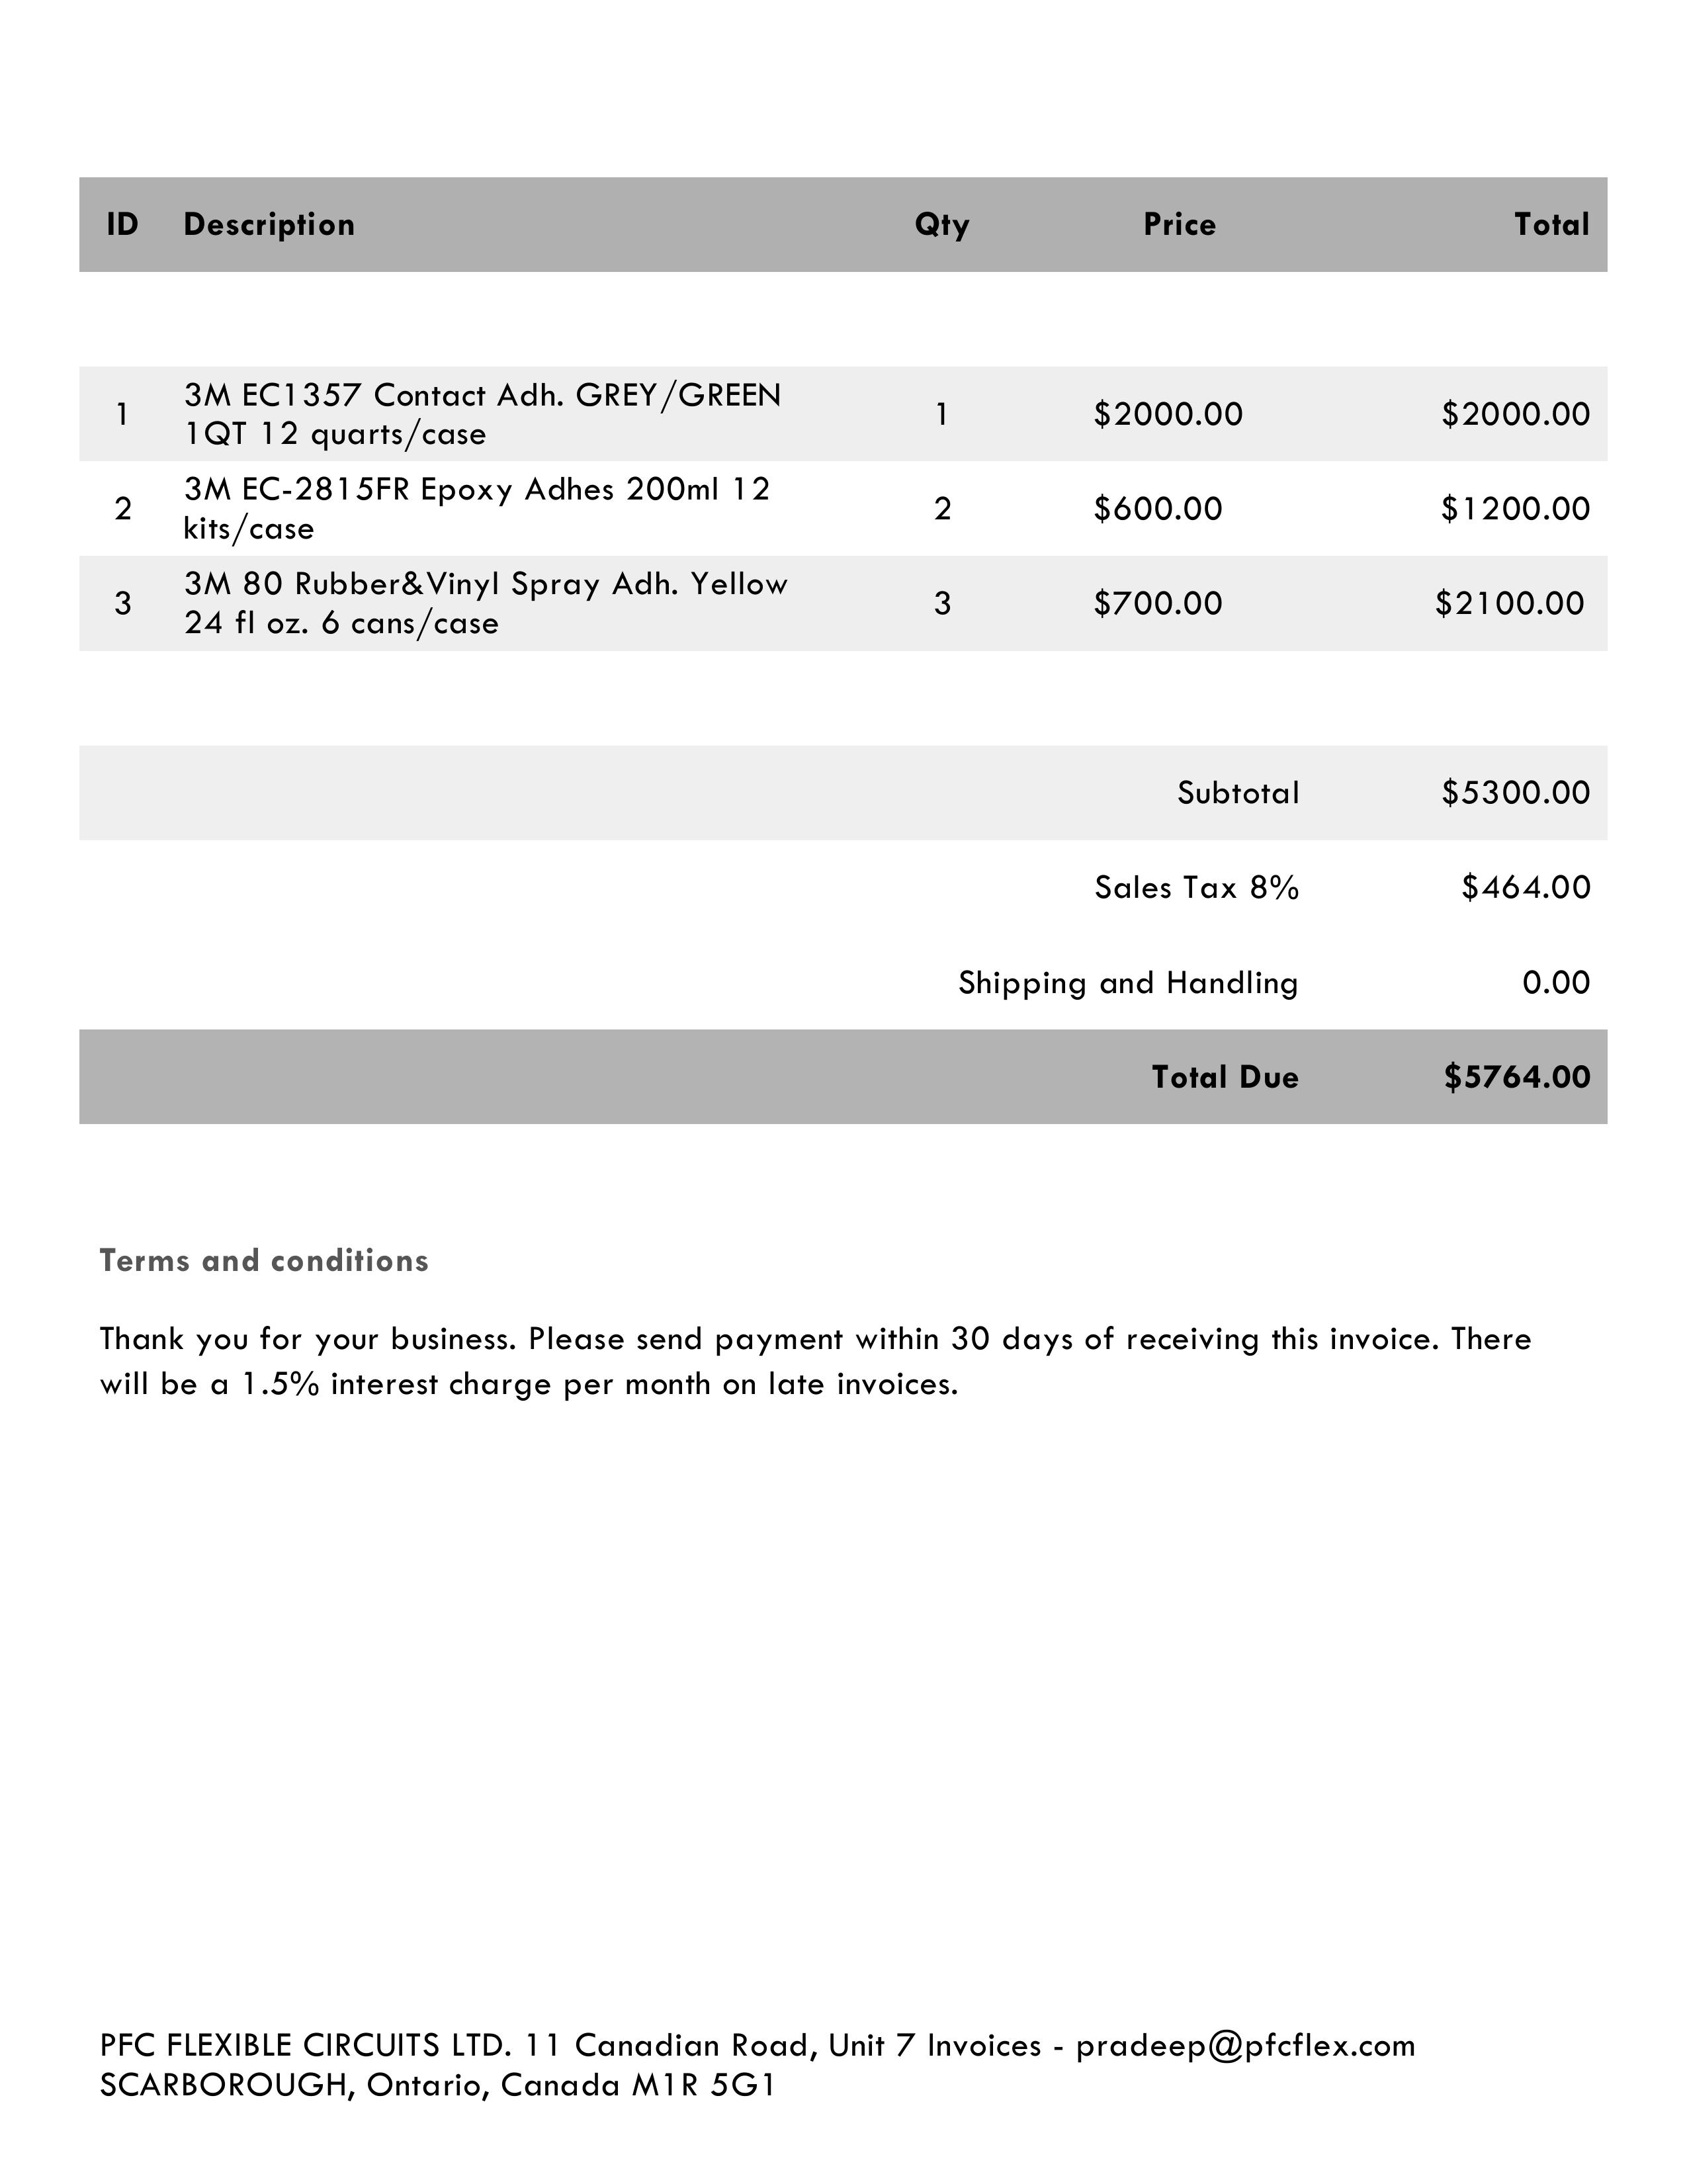 ID Description Qty Price Total
1 3M EC1357 Contact Adh. GREY/GREEN 1 $2000.00 $2000.00
1QT 12 quarts/case
2 3M EC-2815FR Epoxy Adhes 200ml 12 2 $600.00 $1200.00
kits/case
3 3M 80 Rubber&Vinyl Spray Adh. Yellow 3 $700.00 $2100.00
24 fl oz. 6 cans/case
Subtotal $5300.00
Sales Tax 8% $464.00
Shipping and Handling 0.00
Total Due $5764.00
Terms and conditions
Thank you for your business. Please send payment within 30 days of receiving this invoice. There
will be a 1.5% interest charge per month on late invoices.
PFC FLEXIBLE CIRCUITS LTD. 11 Canadian Road, Unit 7 Invoices - pradeep@pfcflex.com
SCARBOROUGH, Ontario, Canada M1R 5G1